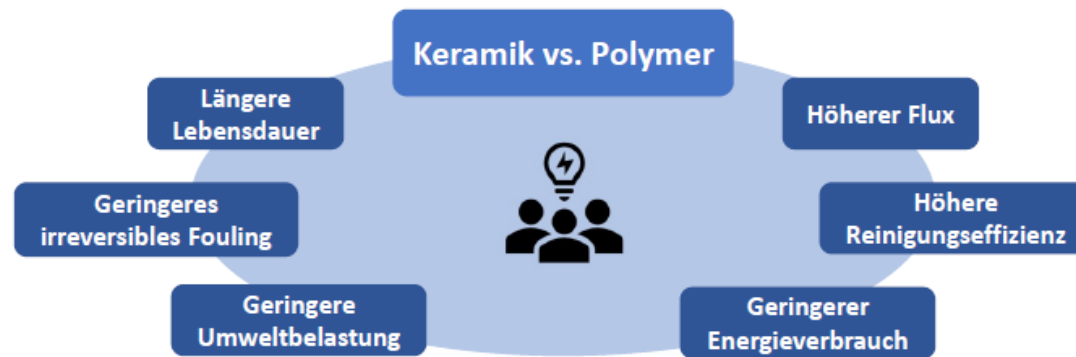 Keramik vs. Polymer
Längere
Lebensdauer
Höherer Flux
Geringeres
irreversibles Fouling
Höhere
Reinigungseffizienz
Geringere
Umweltbelastung
Geringerer
Energieverbrauch